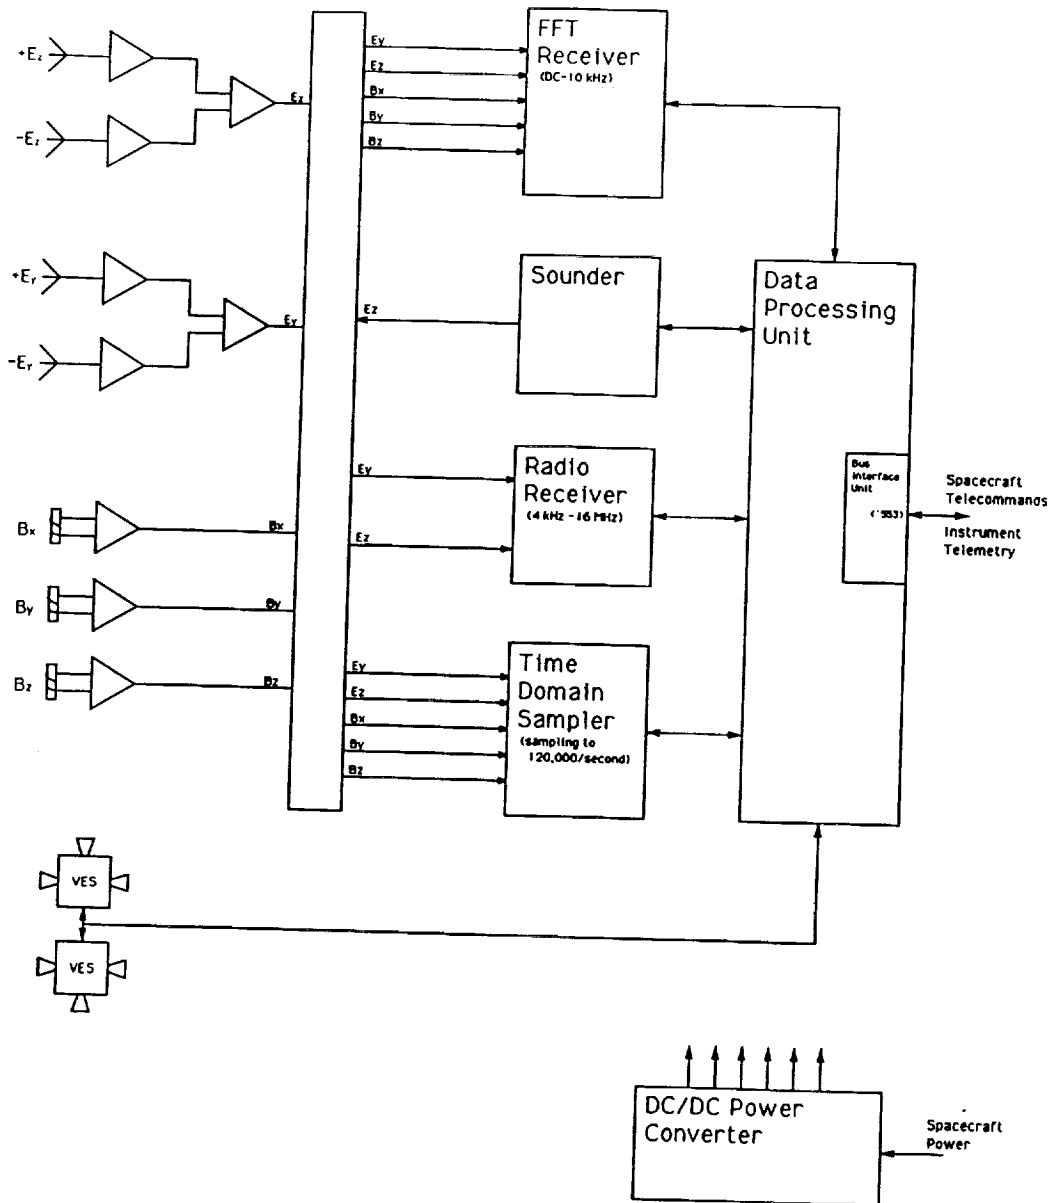 +Ez
-Ez
Ez
+EY
-EY
EY
Bx
Bx
By
By
Bz
Bz
Ey
Ez
Bx
By
Bz
FFT
Receiver
(DC-10 kHz)
Ez
Sounder
Ey
Ez
Radio
Receiver
(4 kHz - 16 MHz)
Ey
Ez
Bx
By
Bz
Time
Domain
Sampler
(sampling to
120,000/second)
Data
Processing
Unit
Bus
Interface
Unit
Spacecraft
Telecommands
Instrument
Telemetry
VES
VES
DC/DC Power
Converter
Spacecraft
Power